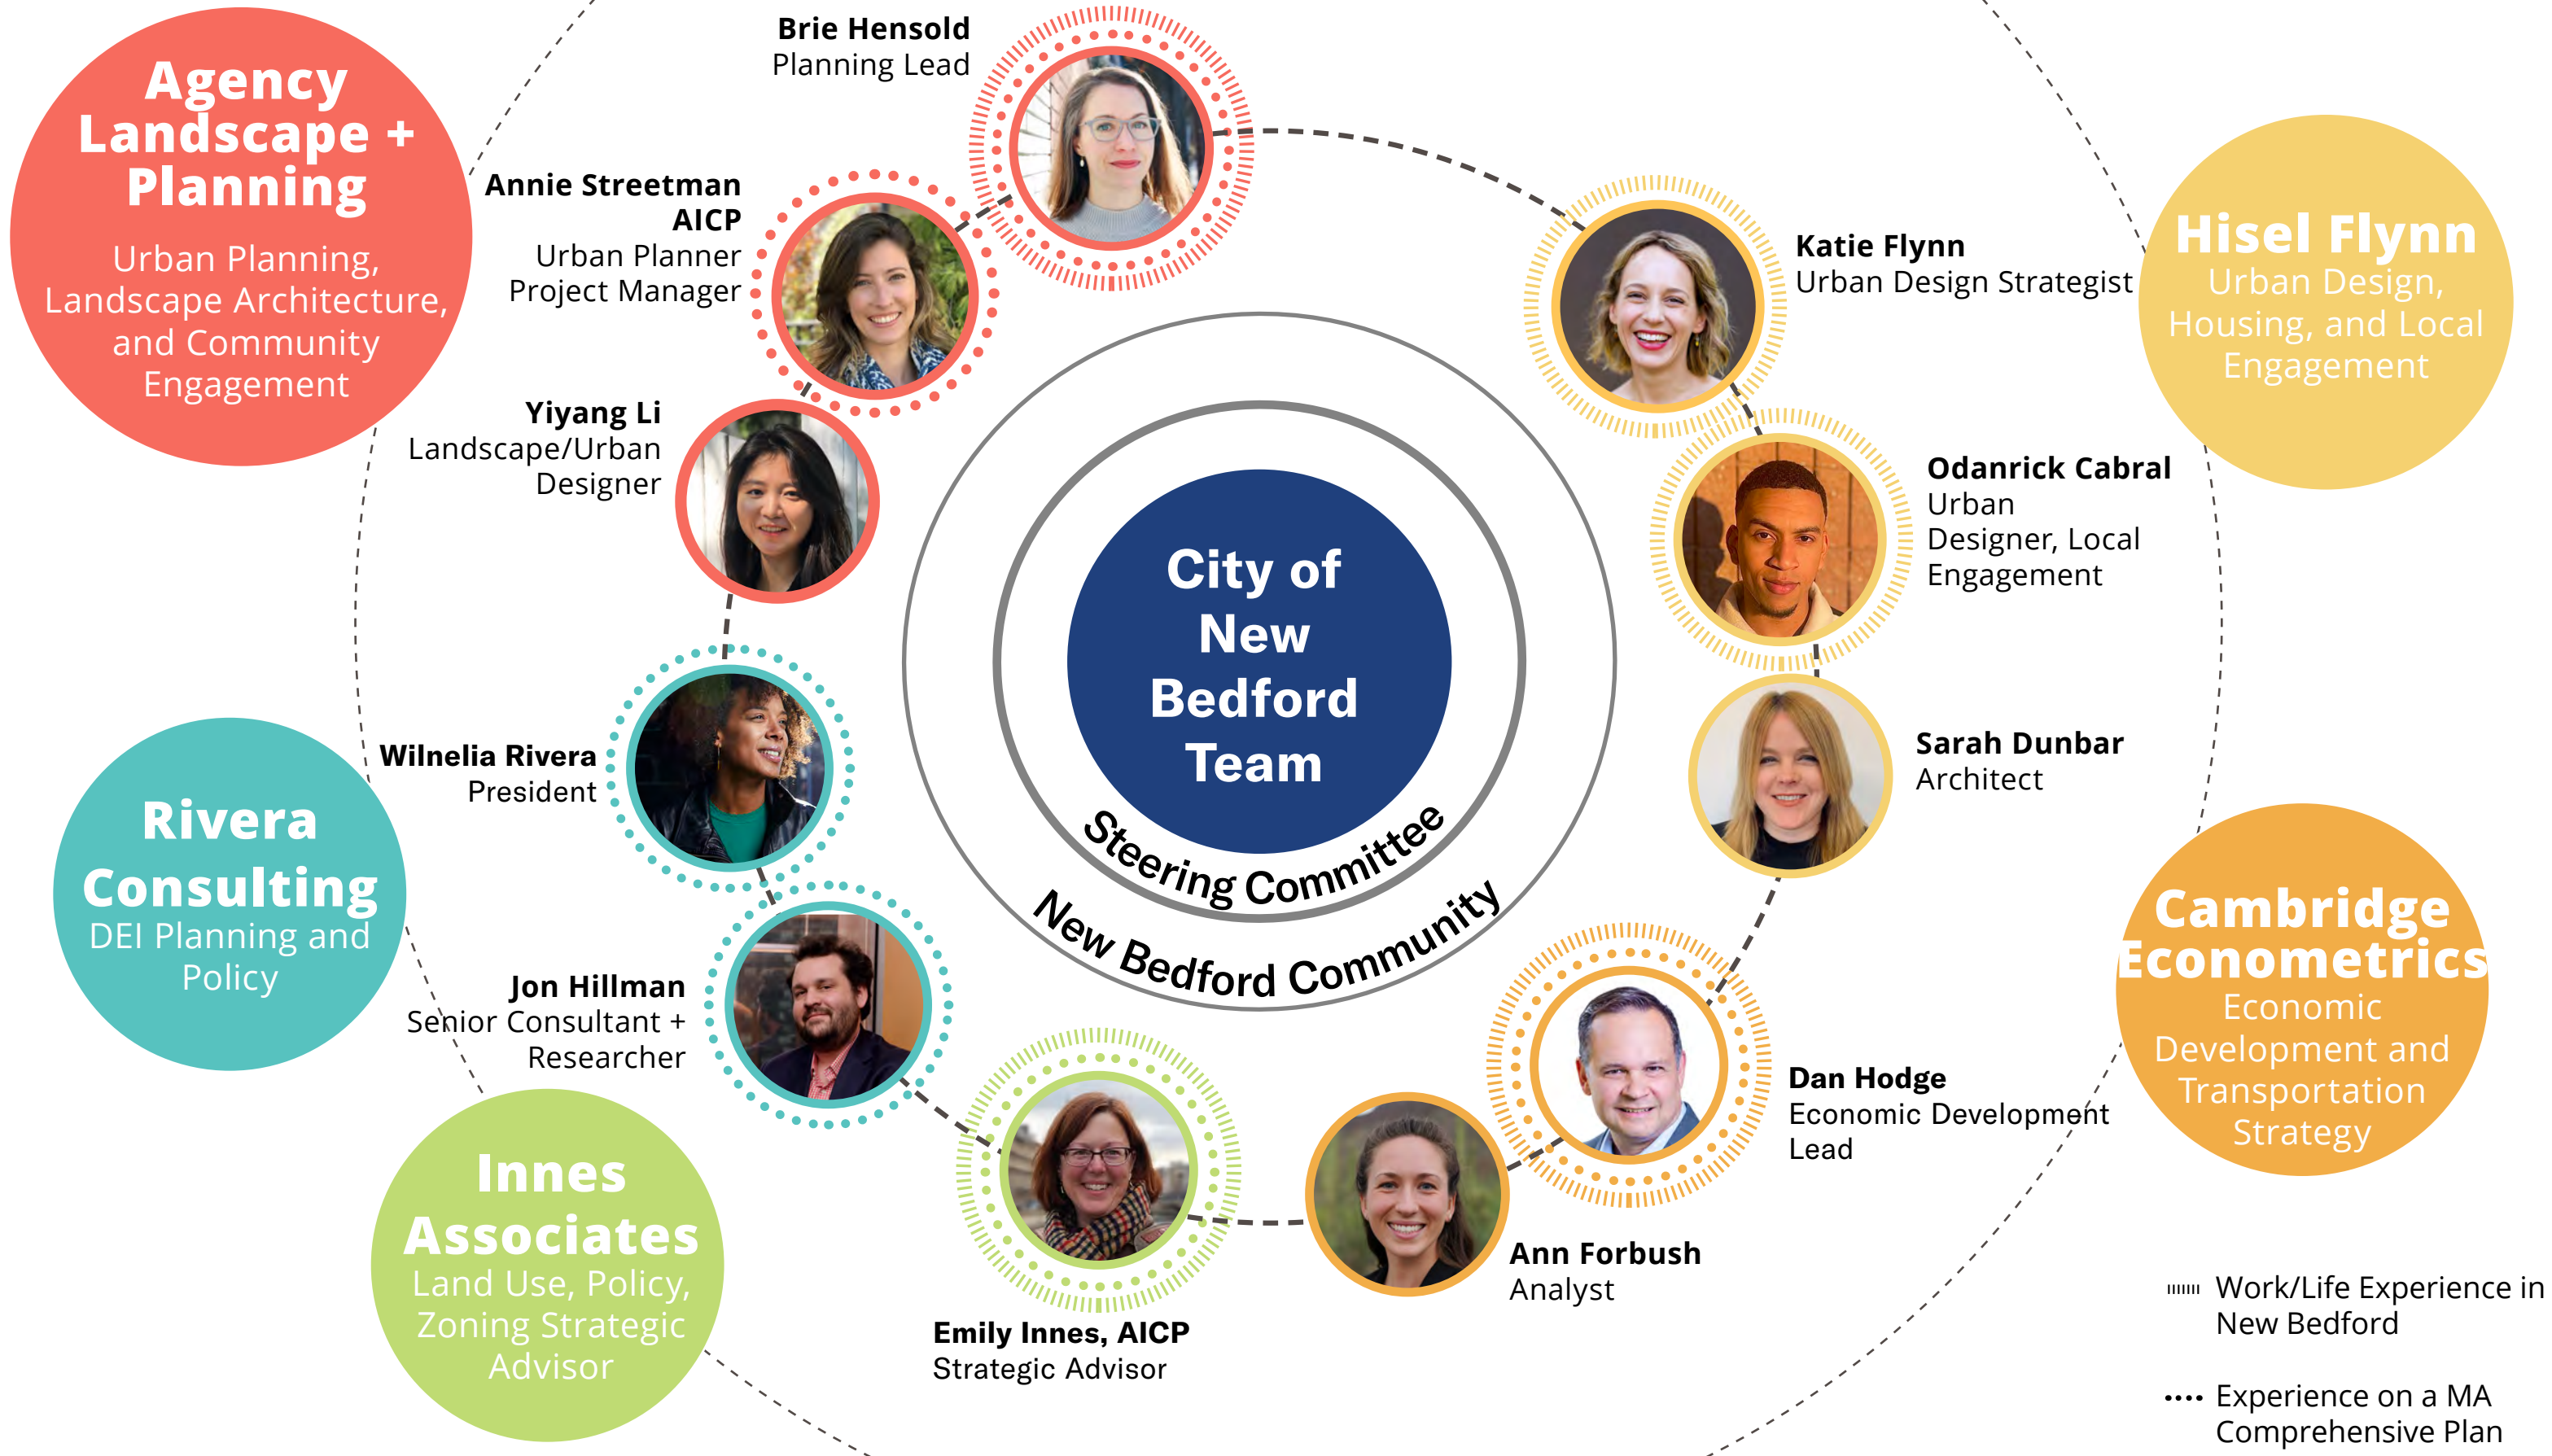 Agency
Landscape +
Planning
Urban Planning,
Landscape Architecture,
and Community
Engagement
Brie Hensold
Planning Lead
Annie Streetman
AICP
Urban Planner
Project Manager
Yiyang Li
Landscape/Urban
Designer
Katie Flynn
Urban Design Strategist
Hisel Flynn
Urban Design,
Housing, and Local
Engagement
Odanrick Cabral
Urban
Designer, Local
Engagement
City of
New
Bedford
Team
Steering Committee
New Bedford Community
Wilnelia Rivera
President
Sarah Dunbar
Architect
Rivera
Consulting
DEI Planning and
Policy
Cambridge
Econometrics
Economic
Development and
Transportation
Strategy
Jon Hillman
Senior Consultant +
Researcher
Dan Hodge
Economic Development
Lead
Innes
Associates
Land Use, Policy,
Zoning Strategic
Advisor
Emily Innes, AICP
Strategic Advisor
Ann Forbush
Analyst
Work/Life Experience in
New Bedford
Experience on a MA
Comprehensive Plan